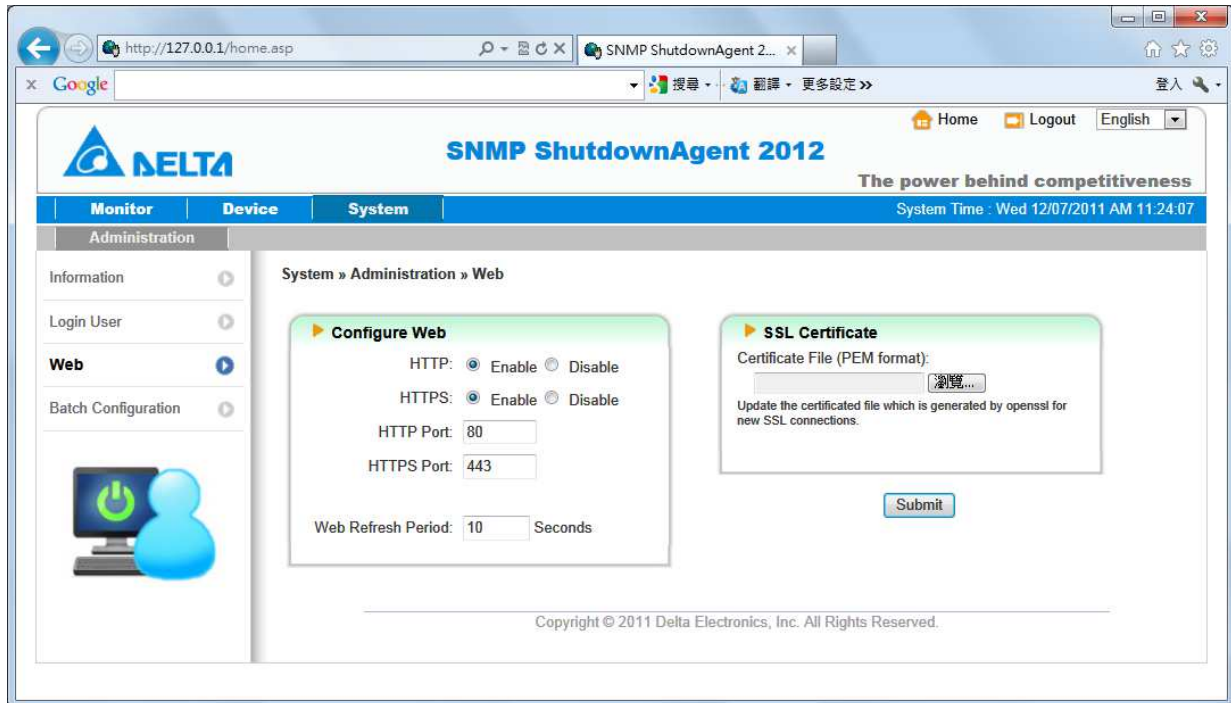 http://127.0.0.1/home.asp
SNMP ShutdownAgent 2...
Google
搜尋
翻譯
更多設定 »
登入
Home
Logout
English
DELTA
SNMP ShutdownAgent 2012
The power behind competitiveness
Monitor
Device
System
System Time : Wed 12/07/2011 AM 11:24:07
Administration
Information
Login User
Web
Batch Configuration
System » Administration » Web
Configure Web
HTTP: Enable Disable
HTTPS: Enable Disable
HTTP Port: 80
HTTPS Port: 443
Web Refresh Period: 10 Seconds
SSL Certificate
Certificate File (PEM format):
瀏覽...
Update the certificated file which is generated by openssl for
new SSL connections.
Submit
Copyright © 2011 Delta Electronics, Inc. All Rights Reserved.